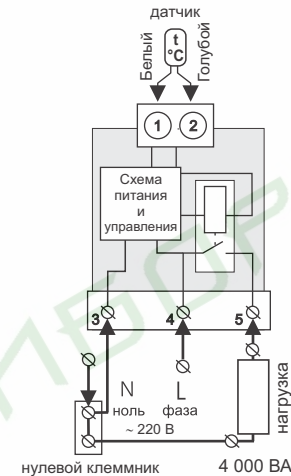 датчик
Белый
t
°C
Голубой
1
2
Схема
питания
и
управления
3
4
5
N
L
ноль
фаза
~ 220 В
нагрузка
нулевой клеммник
4 000 ВА